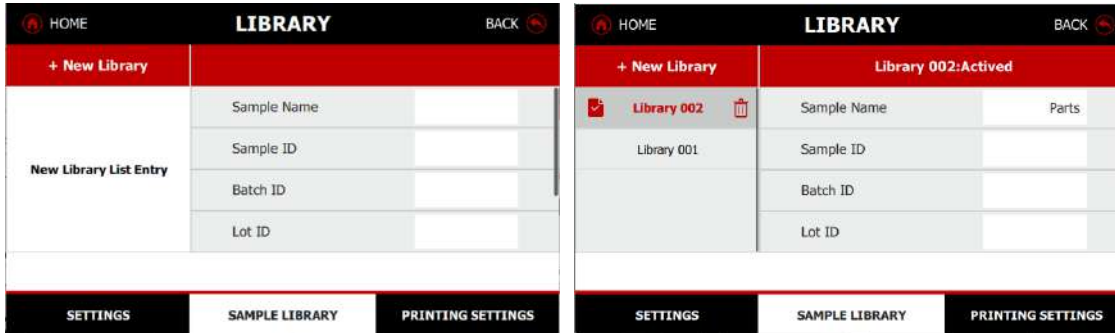 HOME LIBRARY BACK
+ New Library
New Library List Entry
Sample Name
Sample ID
Batch ID
Lot ID
SETTINGS SAMPLE LIBRARY PRINTING SETTINGS
HOME LIBRARY BACK
+ New Library Library 002:Actived
Library 002 Sample Name Parts
Library 001 Sample ID
Batch ID
Lot ID
SETTINGS SAMPLE LIBRARY PRINTING SETTINGS